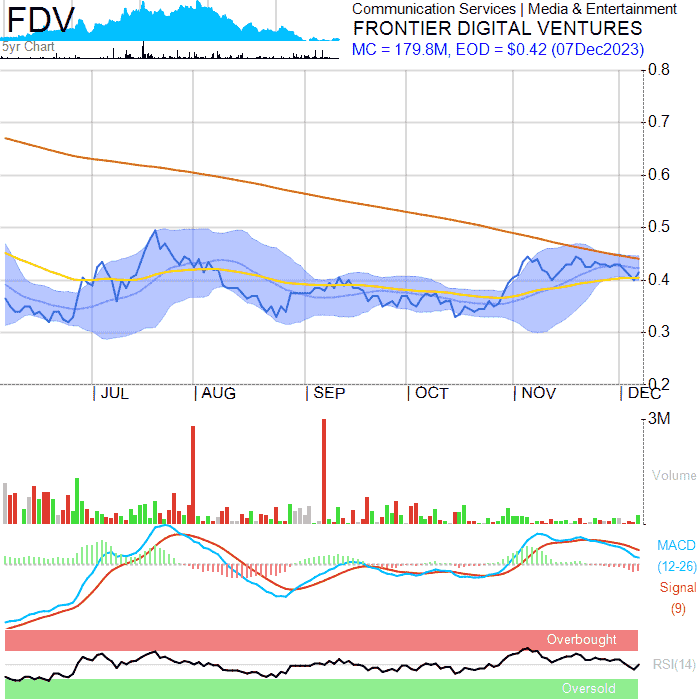 FDV
5yr Chart
Communication Services | Media & Entertainment
FRONTIER DIGITAL VENTURES
MC = 179.8M, EOD = $0.42 (07Dec2023)
0.8
0.7
0.6
0.5
0.4
0.3
0.2
JUL AUG SEP OCT NOV DEC
3M
Volume
MACD
(12-26)
Signal
(9)
Overbought
RSI(14)
Oversold